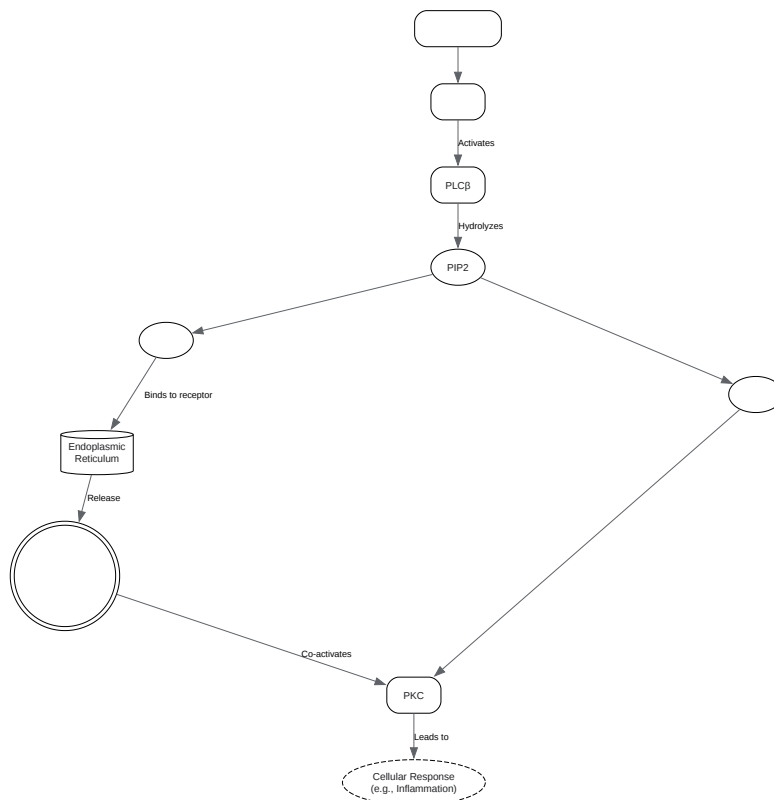 Activates
PLCβ
Hydrolyzes
PIP2
Binds to receptor
Endoplasmic
Reticulum
Release
Co-activates
PKC
Leads to
Cellular Response
(e.g., Inflammation)